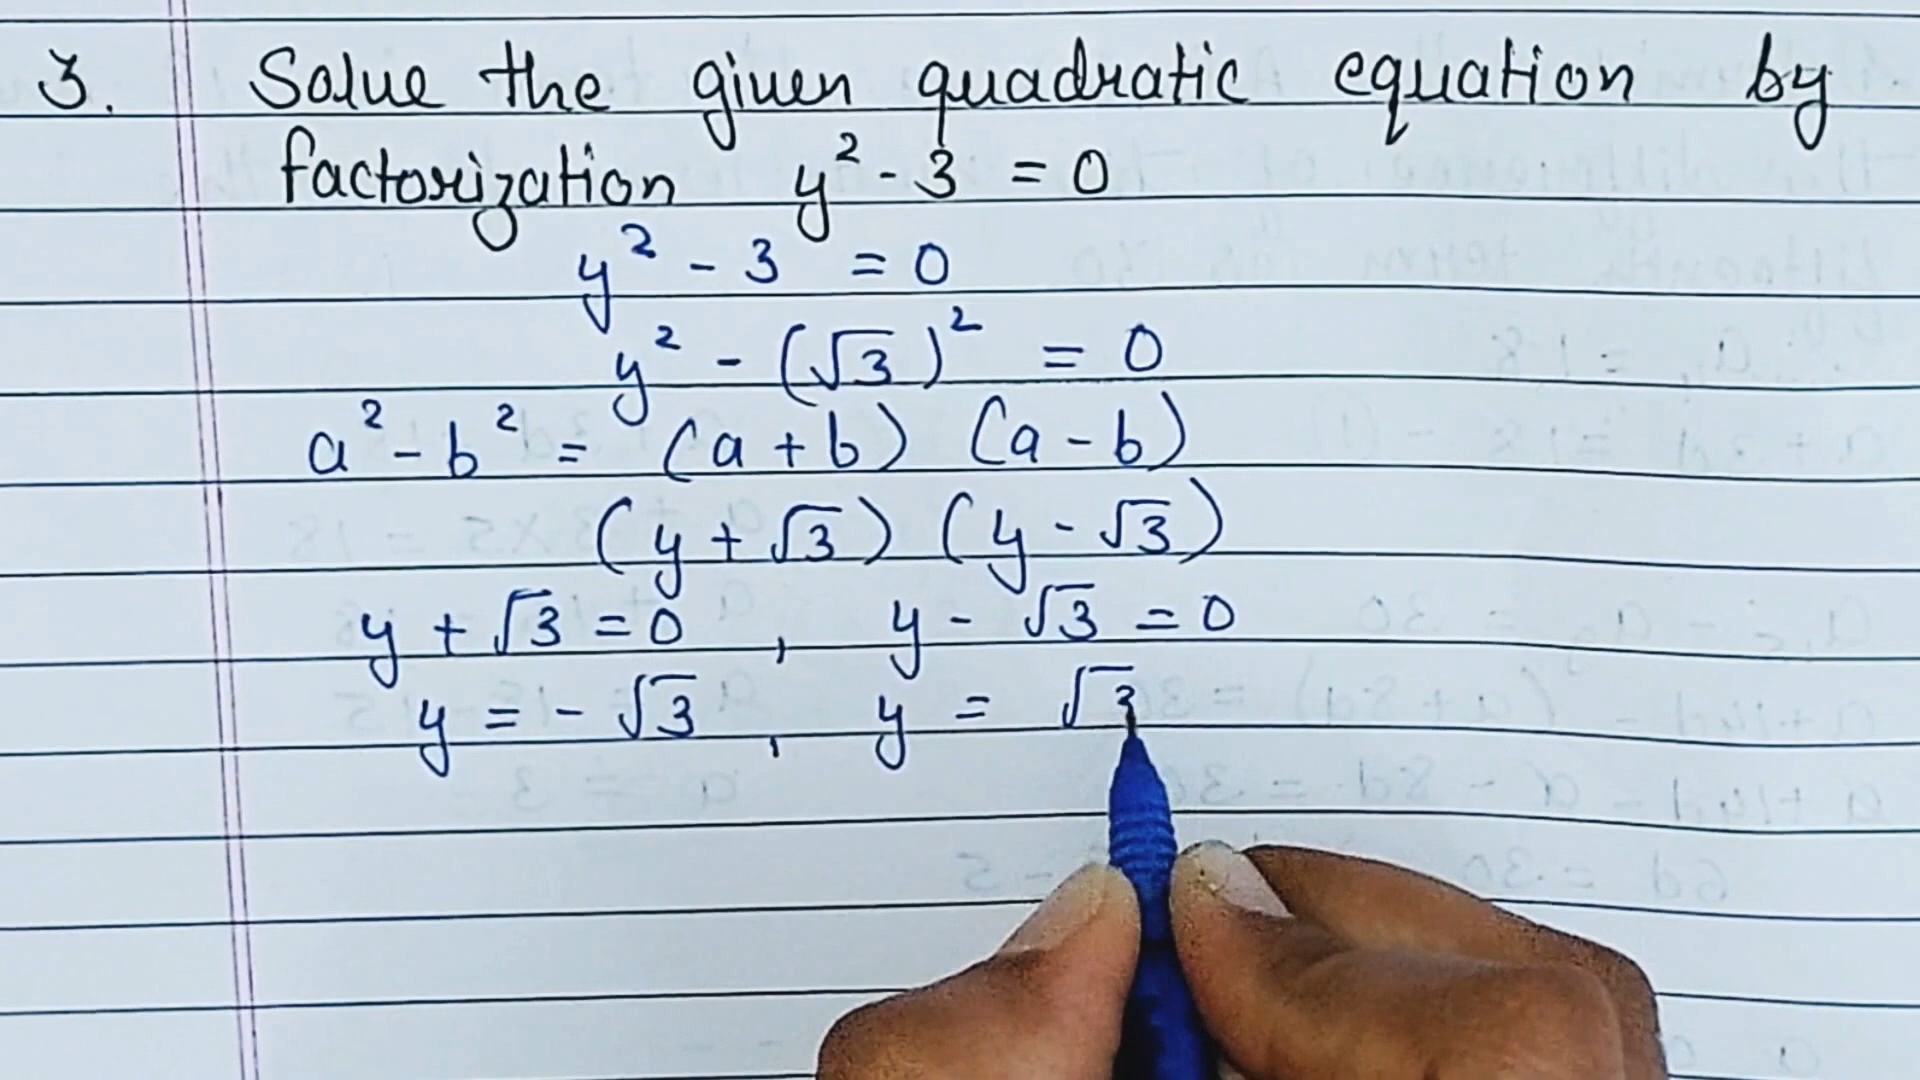 3. Solve the given quadratic equation by
factorization y² - 3 = 0
y² - 3 = 0
y² - (√3)² = 0
a² - b² = (a + b) (a - b)
(y + √3) (y - √3)
y + √3 = 0 , y - √3 = 0
y = - √3 , y = √3